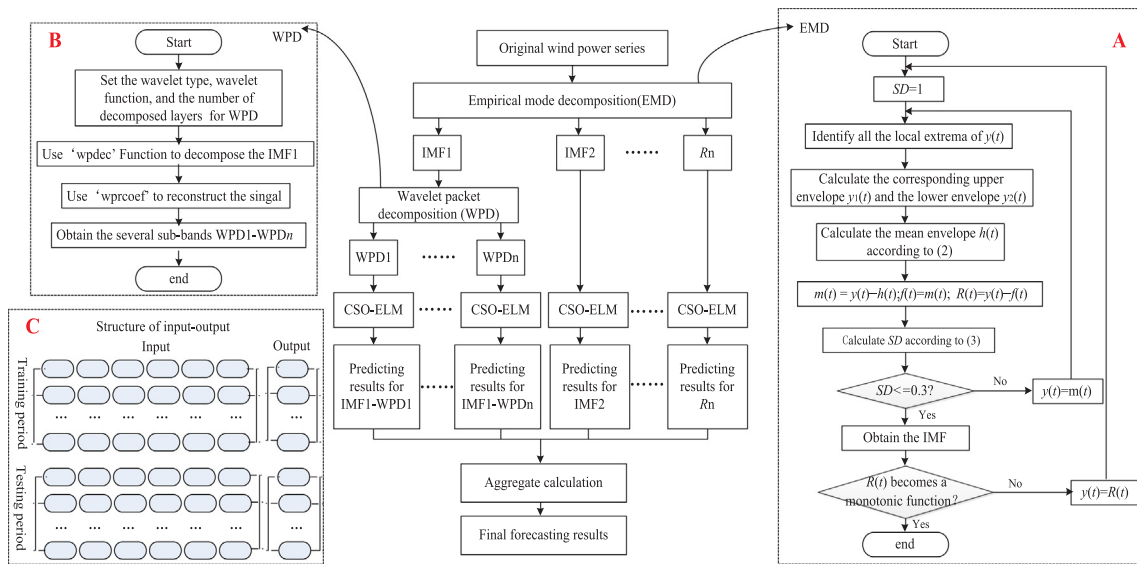 B
WPD
Start
Set the wavelet type, wavelet
function, and the number of
decomposed layers for WPD
Use ‘wpdec’ Function to decompose the IMF1
Use ‘wprcoef’ to reconstruct the singal
Obtain the several sub-bands WPD1-WPDn
end
C
Structure of input-output
Input
Output
Training period
...
...
...
...
...
...
...
Testing period
...
...
...
...
...
...
...
Original wind power series
Empirical mode decomposition(EMD)
IMF1
IMF2
......
Rn
Wavelet packet
decomposition (WPD)
WPD1
......
WPDn
CSO-ELM
......
CSO-ELM
CSO-ELM
......
CSO-ELM
Predicting
results for
IMF1-WPD1
......
Predicting
results for
IMF1-WPDn
Predicting
results for
IMF2
......
Predicting
results for
Rn
Aggregate calculation
Final forecasting results
EMD
A
Start
SD=1
Identify all the local extrema of y(t)
Calculate the corresponding upper
envelope y₁(t) and the lower envelope y₂(t)
Calculate the mean envelope h(t)
according to (2)
m(t) = y(t)−h(t);f(t)=m(t); R(t)=y(t)−f(t)
Calculate SD according to (3)
SD<=0.3?
No
y(t)=m(t)
Yes
Obtain the IMF
R(t) becomes a
monotonic function?
No
y(t)=R(t)
Yes
end